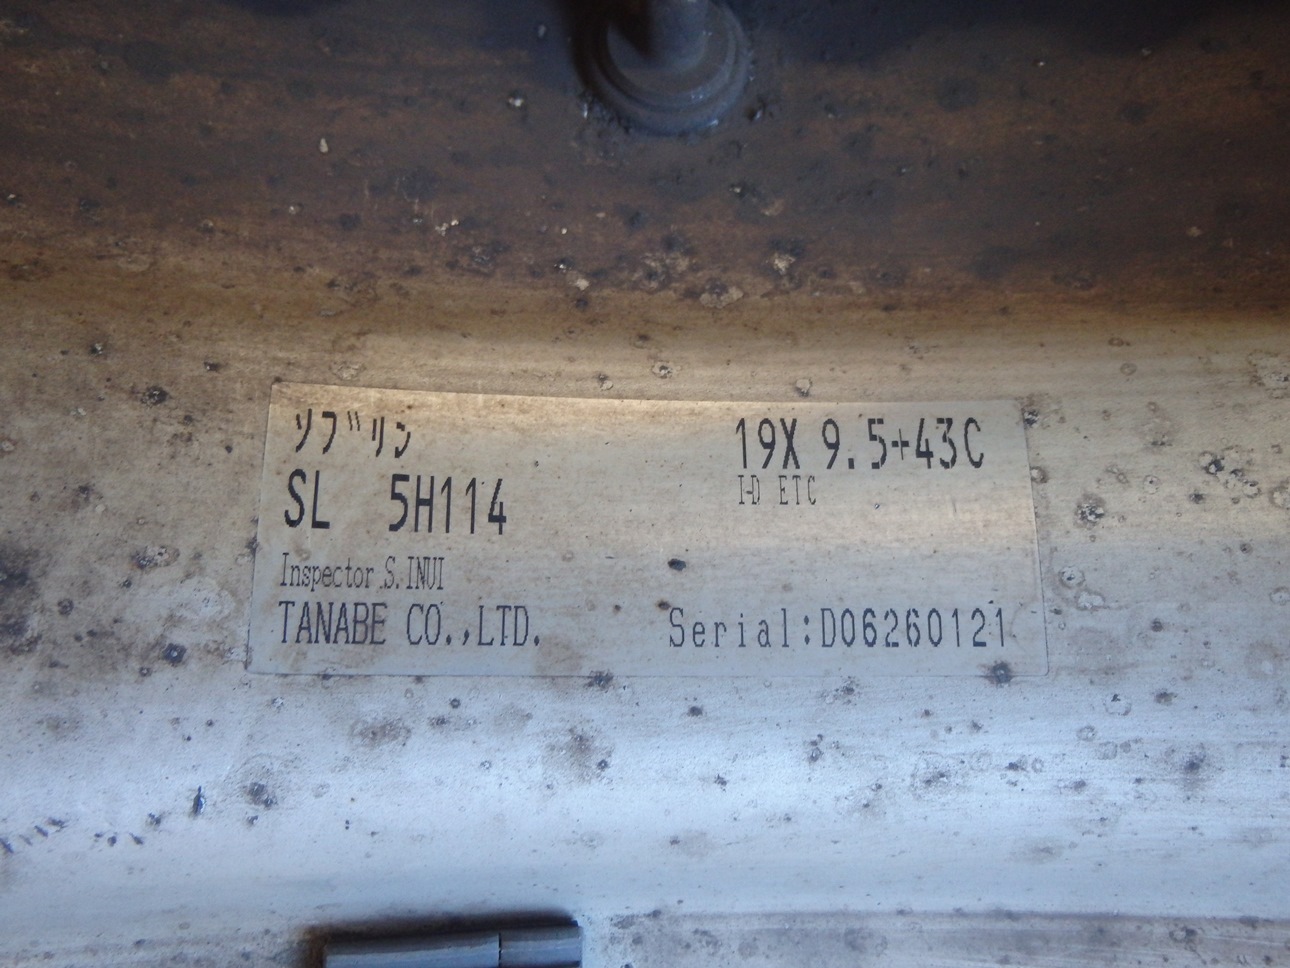 ソブリン 19X 9.5+43C
I-D ETC
SL 5H114
Inspector S.INUI
TANABE CO.,LTD. Serial:D06260121